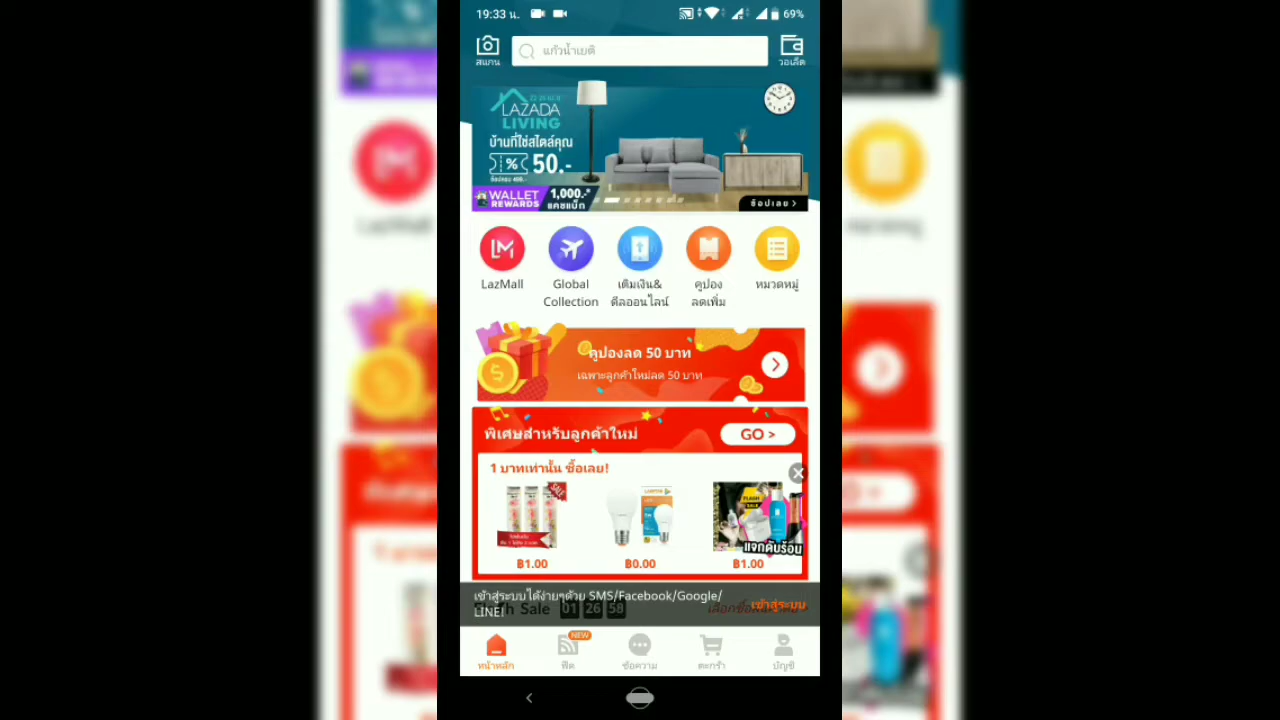 19:33 น.
69%
สแกน
แก้วน้ำเยติ
วอเล็ต
LAZADA
LIVING
บ้านที่ใช่สไตล์คุณ
% 50.-
WALLET
REWARDS
1,000.-*
แคชแบ็ก
ช้อปเลย >
LM
LazMall
Global
Collection
เติมเงิน&
ดีลออนไลน์
คูปอง
ลดเพิ่ม
หมวดหมู่
คูปองลด 50 บาท
เฉพาะลูกค้าใหม่ลด 50 บาท
พิเศษสำหรับลูกค้าใหม่
GO >
1 บาทเท่านั้น ซื้อเลย!
SALE
FLASH
SALE
แจกดับร้อน
฿1.00
฿0.00
฿1.00
เข้าสู่ระบบได้ง่ายๆด้วย SMS/Facebook/Google/
LINE!
เข้าสู่ระบบ
Flash Sale 01 26 58
NEW
หน้าหลัก
ฟีด
ข้อความ
ตะกร้า
บัญชี